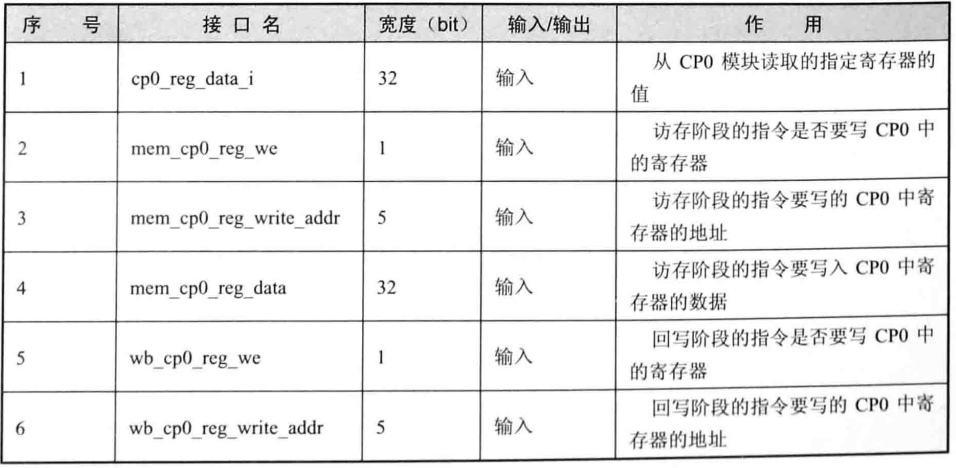 序 号 接 口 名 宽度（bit） 输入/输出 作 用
1 cp0_reg_data_i 32 输入 从 CP0 模块读取的指定寄存器的
值
2 mem_cp0_reg_we 1 输入 访存阶段的指令是否要写 CP0 中
的寄存器
3 mem_cp0_reg_write_addr 5 输入 访存阶段的指令要写的 CP0 中寄
存器的地址
4 mem_cp0_reg_data 32 输入 访存阶段的指令要写入 CP0 中寄
存器的数据
5 wb_cp0_reg_we 1 输入 回写阶段的指令是否要写 CP0 中
的寄存器
6 wb_cp0_reg_write_addr 5 输入 回写阶段的指令要写的 CP0 中寄
存器的地址